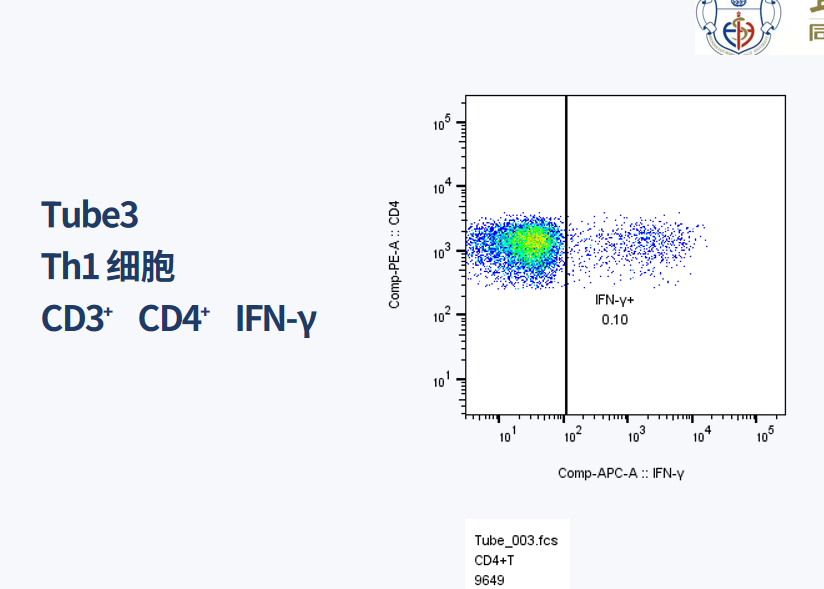 同
Tube3
Th1 细胞
CD3⁺ CD4⁺ IFN-γ
10⁵
10⁴
10³
10²
10¹
Comp-PE-A :: CD4
IFN-γ+
0.10
10¹ 10² 10³ 10⁴ 10⁵
Comp-APC-A :: IFN-γ
Tube_003.fcs
CD4+T
9649